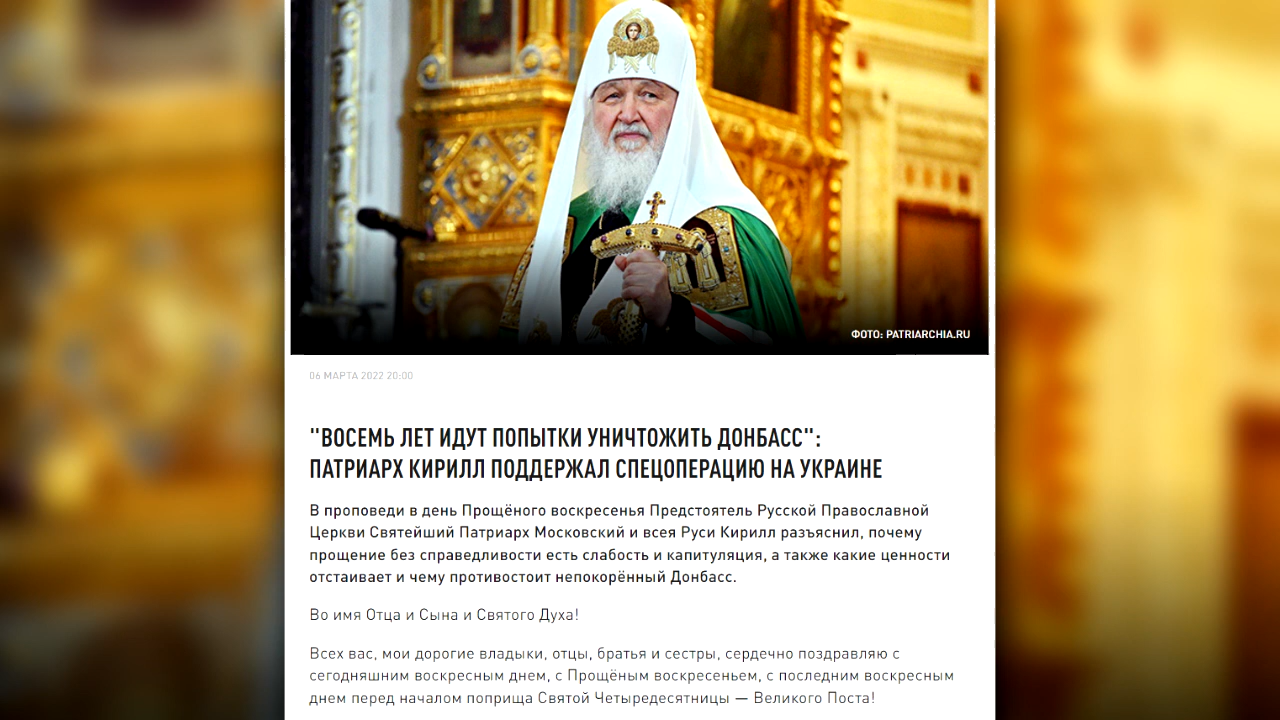 ФОТО: PATRIARCHIA.RU
06 МАРТА 2022 20:00
"ВОСЕМЬ ЛЕТ ИДУТ ПОПЫТКИ УНИЧТОЖИТЬ ДОНБАСС":
ПАТРИАРХ КИРИЛЛ ПОДДЕРЖАЛ СПЕЦОПЕРАЦИЮ НА УКРАИНЕ
В проповеди в день Прощёного воскресенья Предстоятель Русской Православной
Церкви Святейший Патриарх Московский и всея Руси Кирилл разъяснил, почему
прощение без справедливости есть слабость и капитуляция, а также какие ценности
отстаивает и чему противостоит непокорённый Донбасс.
Во имя Отца и Сына и Святого Духа!
Всех вас, мои дорогие владыки, отцы, братья и сестры, сердечно поздравляю с
сегодняшним воскресным днем, с Прощёным воскресеньем, с последним воскресным
днем перед началом поприща Святой Четыредесятницы — Великого Поста!